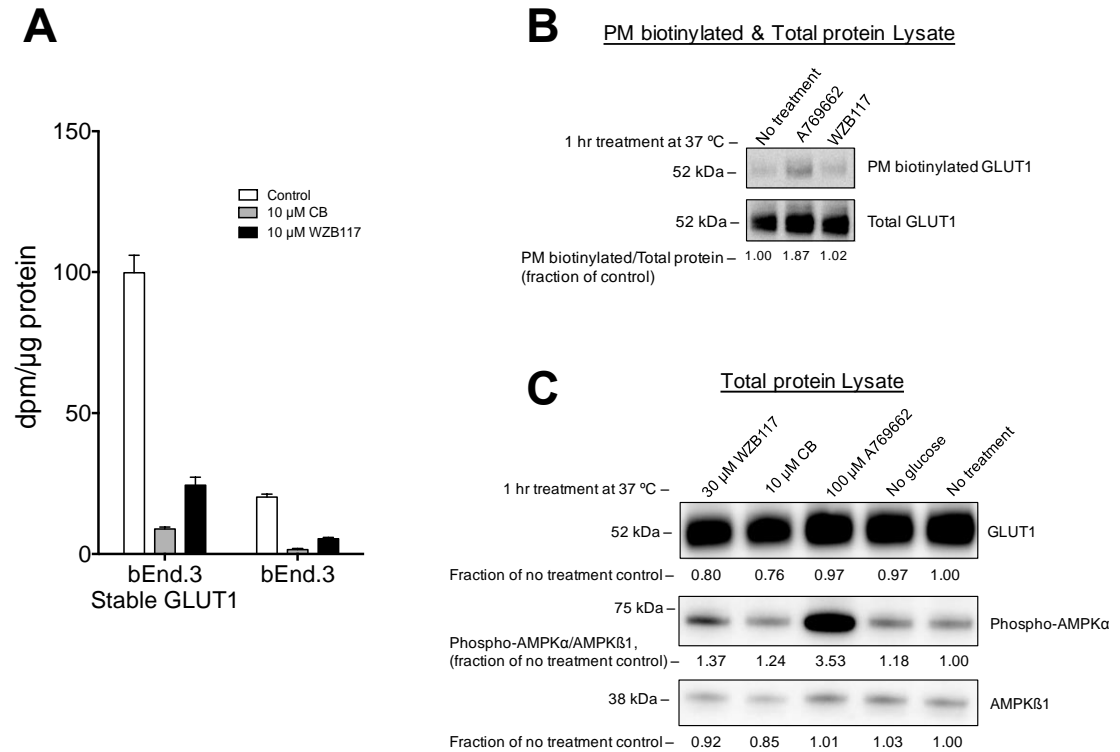 A
150
100
50
0
dpm/µg protein
Control
10 µM CB
10 µM WZB117
bEnd.3
Stable GLUT1
bEnd.3
B
PM biotinylated & Total protein Lysate
No treatment
A769662
WZB117
1 hr treatment at 37 ºC –
52 kDa –
PM biotinylated GLUT1
52 kDa –
Total GLUT1
PM biotinylated/Total protein – 1.00 1.87 1.02
(fraction of control)
C
Total protein Lysate
30 µM WZB117
10 µM CB
100 µM A769662
No glucose
No treatment
1 hr treatment at 37 ºC –
52 kDa –
GLUT1
Fraction of no treatment control – 0.80 0.76 0.97 0.97 1.00
75 kDa –
Phospho-AMPKα
Phospho-AMPKα/AMPKß1,
(fraction of no treatment control) – 1.37 1.24 3.53 1.18 1.00
38 kDa –
AMPKß1
Fraction of no treatment control – 0.92 0.85 1.01 1.03 1.00